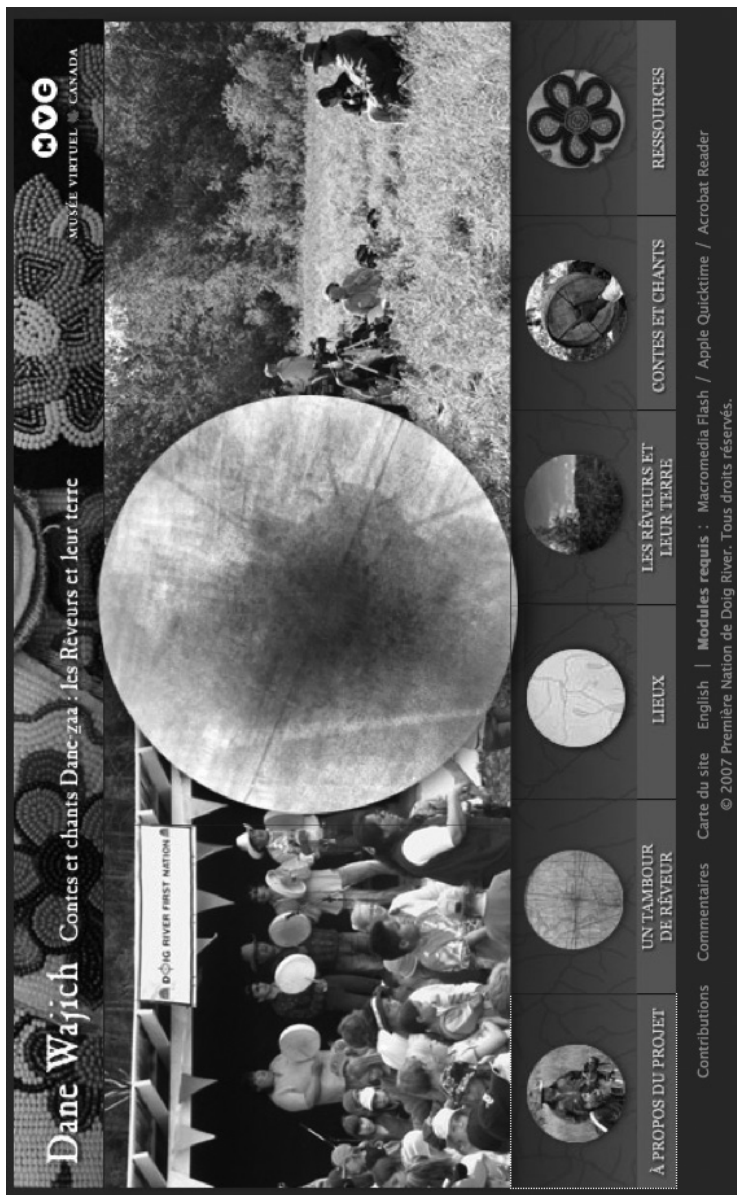 Dane Wajich Contes et chants Dane-zaa : les Rêveurs et leur terre
MVC
MUSÉE VIRTUEL CANADA
DOIG RIVER FIRST NATION
À PROPOS DU PROJET
UN TAMBOUR
DE RÊVEUR
LIEUX
LES RÊVEURS ET
LEUR TERRE
CONTES ET CHANTS
RESSOURCES
Contributions Commentaires Carte du site English | Modules requis : Macromedia Flash / Apple Quicktime / Acrobat Reader
© 2007 Première Nation de Doig River. Tous droits réservés.